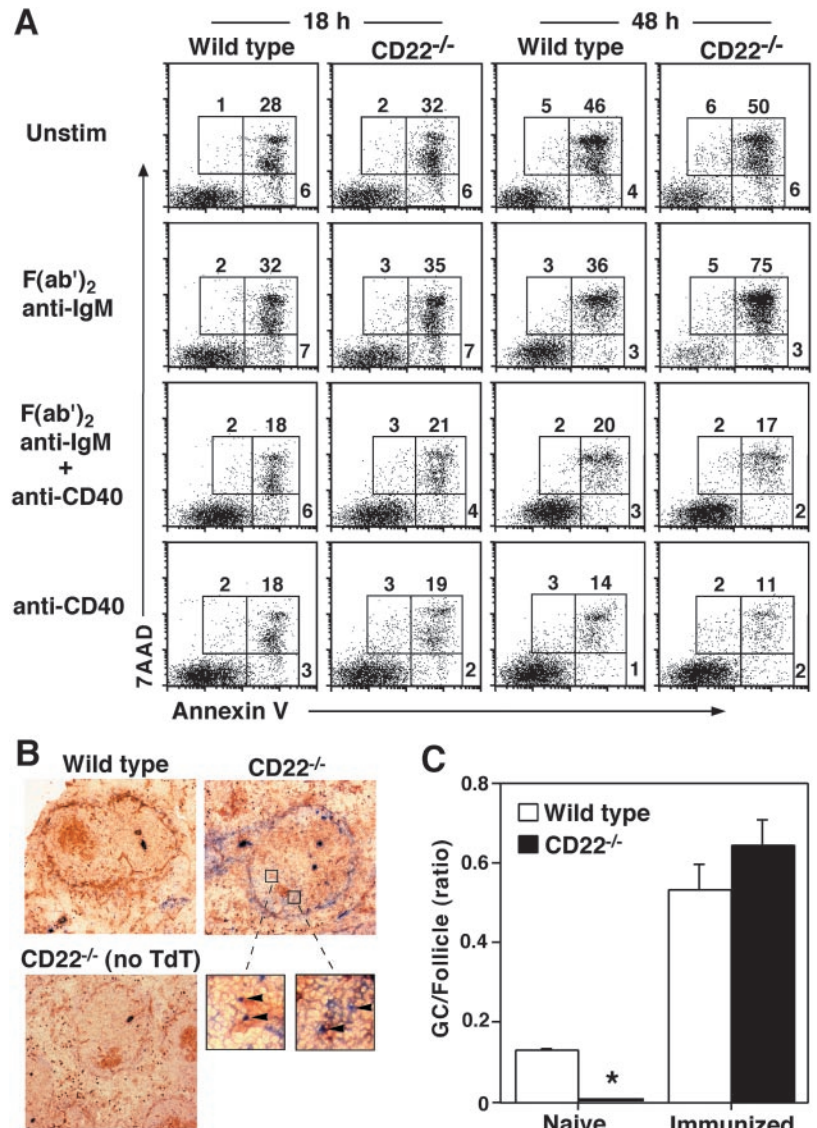 A
18 h 48 h
Wild type CD22-/- Wild type CD22-/-
Unstim
1 28 6
2 32 6
5 46 4
6 50 6
F(ab')2
anti-IgM
2 32 7
3 35 7
3 36 3
5 75 3
F(ab')2
anti-IgM
+
anti-CD40
2 18 6
3 21 4
2 20 3
2 17 2
anti-CD40
2 18 3
3 19 2
3 14 1
2 11 2
7AAD
Annexin V
B
Wild type CD22-/-
CD22-/- (no TdT)
C
GC/Follicle (ratio)
0.8
0.6
0.4
0.2
0
Wild type
CD22-/-
*
Naive Immunized